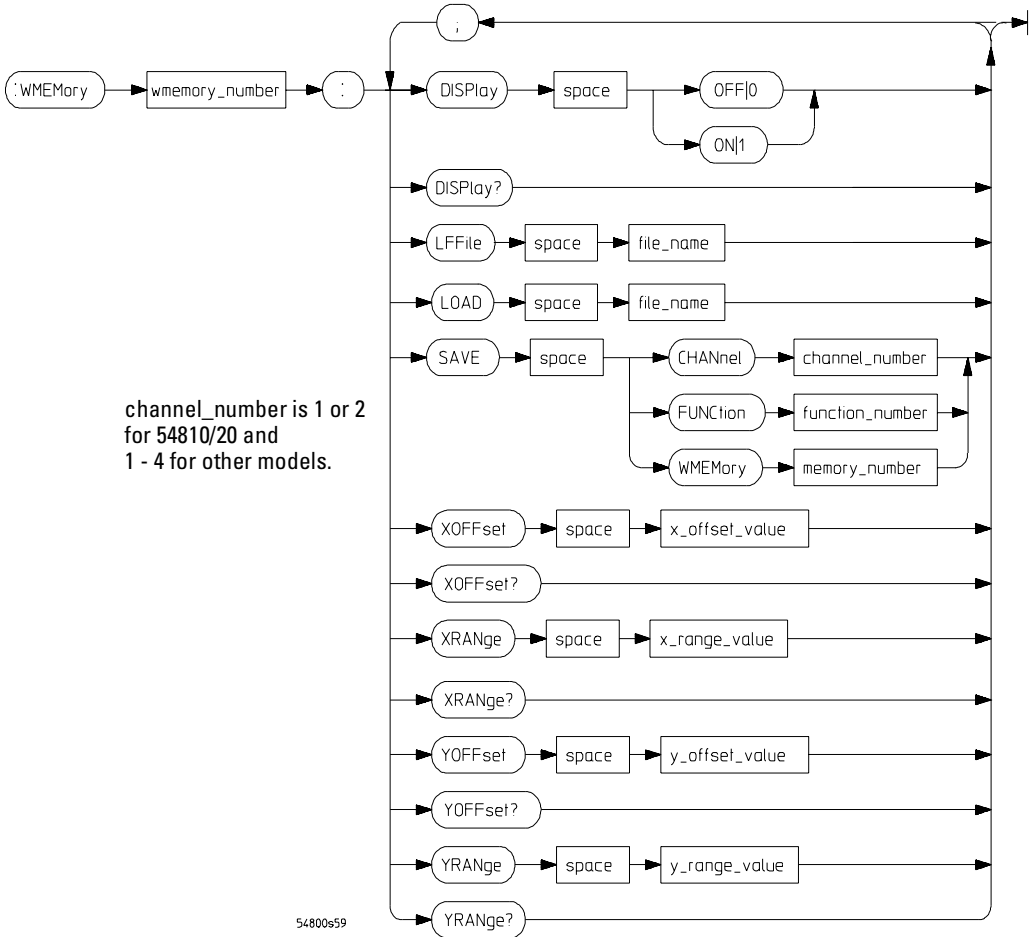 ;
:WMEMory wmemory_number : DISPlay space OFF|0
ON|1
DISPlay?
LFFile space file_name
LOAD space file_name
SAVE space CHANnel channel_number
FUNCtion function_number
WMEMory memory_number
channel_number is 1 or 2
for 54810/20 and
1 - 4 for other models.
XOFFset space x_offset_value
XOFFset?
XRANge space x_range_value
XRANge?
YOFFset space y_offset_value
YOFFset?
YRANge space y_range_value
YRANge?
54800s59